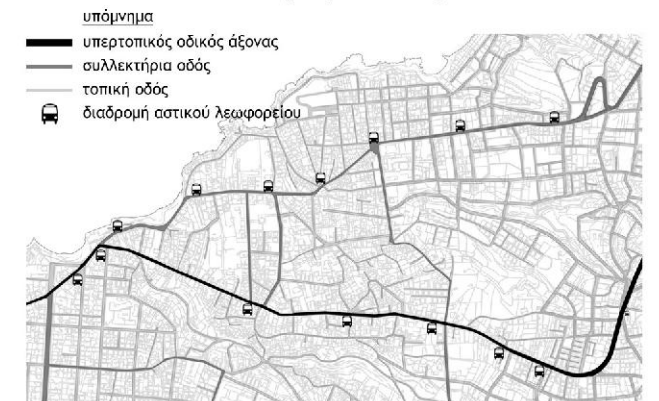 υπόμνημα
υπερτοπικός οδικός άξονας
συλλεκτήρια οδός
τοπική οδός
διαδρομή αστικού λεωφορείου